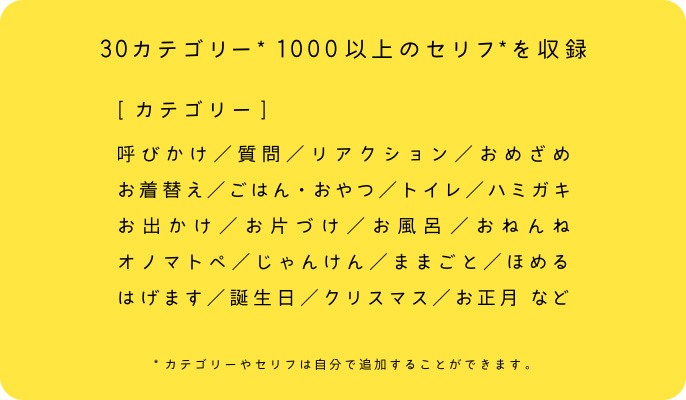 30カテゴリー* 1000以上のセリフ*を収録
[ カテゴリー ]
呼びかけ／質問／リアクション／おめざめ
お着替え／ごはん・おやつ／トイレ／ハミガキ
お出かけ／お片づけ／お風呂／おねんね
オノマトペ／じゃんけん／ままごと／ほめる
はげます／誕生日／クリスマス／お正月 など
* カテゴリーやセリフは自分で追加することができます。